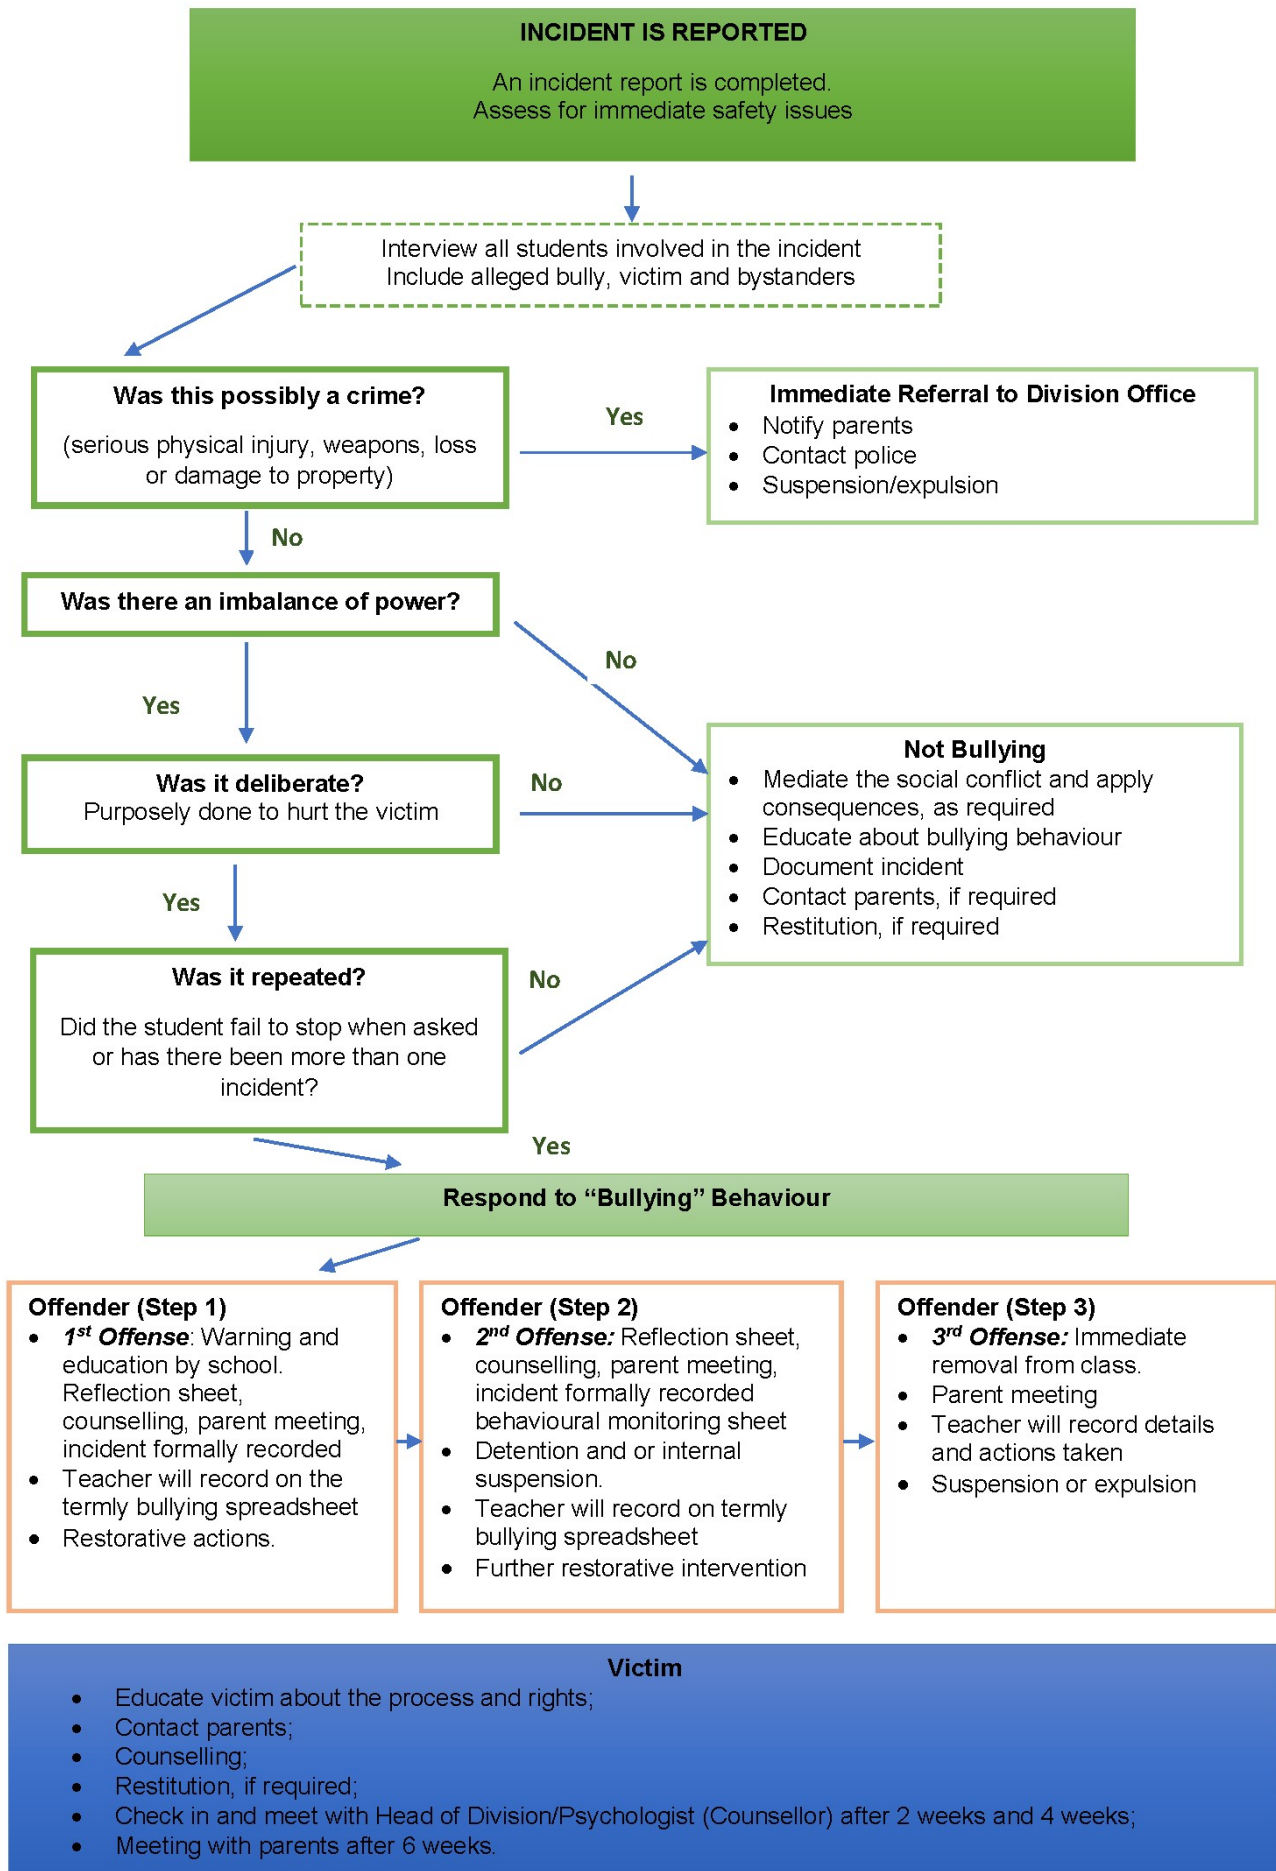 INCIDENT IS REPORTED
An incident report is completed.
Assess for immediate safety issues
Interview all students involved in the incident
Include alleged bully, victim and bystanders
Was this possibly a crime?
(serious physical injury, weapons, loss
or damage to property)
Yes
Immediate Referral to Division Office
• Notify parents
• Contact police
• Suspension/expulsion
No
Was there an imbalance of power?
No
Yes
Was it deliberate?
Purposely done to hurt the victim
No
Not Bullying
• Mediate the social conflict and apply
consequences, as required
• Educate about bullying behaviour
• Document incident
• Contact parents, if required
• Restitution, if required
Yes
Was it repeated?
Did the student fail to stop when asked
or has there been more than one
incident?
No
Yes
Respond to “Bullying” Behaviour
Offender (Step 1)
• 1st Offense: Warning and
education by school.
Reflection sheet,
counselling, parent meeting,
incident formally recorded
• Teacher will record on the
termly bullying spreadsheet
• Restorative actions.
Offender (Step 2)
• 2nd Offense: Reflection sheet,
counselling, parent meeting,
incident formally recorded
behavioural monitoring sheet
• Detention and or internal
suspension.
• Teacher will record on termly
bullying spreadsheet
• Further restorative intervention
Offender (Step 3)
• 3rd Offense: Immediate
removal from class.
• Parent meeting
• Teacher will record details
and actions taken
• Suspension or expulsion
Victim
• Educate victim about the process and rights;
• Contact parents;
• Counselling;
• Restitution, if required;
• Check in and meet with Head of Division/Psychologist (Counsellor) after 2 weeks and 4 weeks;
• Meeting with parents after 6 weeks.